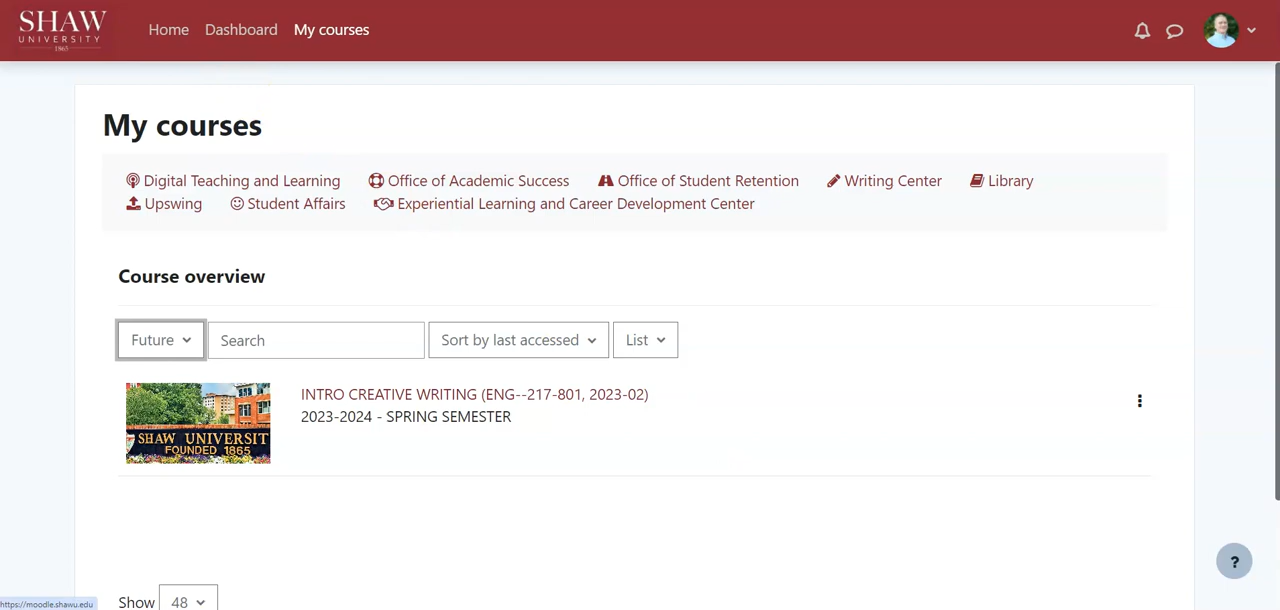 SHAW
UNIVERSITY
1865
Home Dashboard My courses
My courses
Digital Teaching and Learning Office of Academic Success Office of Student Retention Writing Center Library
Upswing Student Affairs Experiential Learning and Career Development Center
Course overview
Future Search Sort by last accessed List
INTRO CREATIVE WRITING (ENG--217-801, 2023-02)
2023-2024 - SPRING SEMESTER
SHAW UNIVERSIT
FOUNDED 1865
?
Show 48
https://moodle.shawu.edu